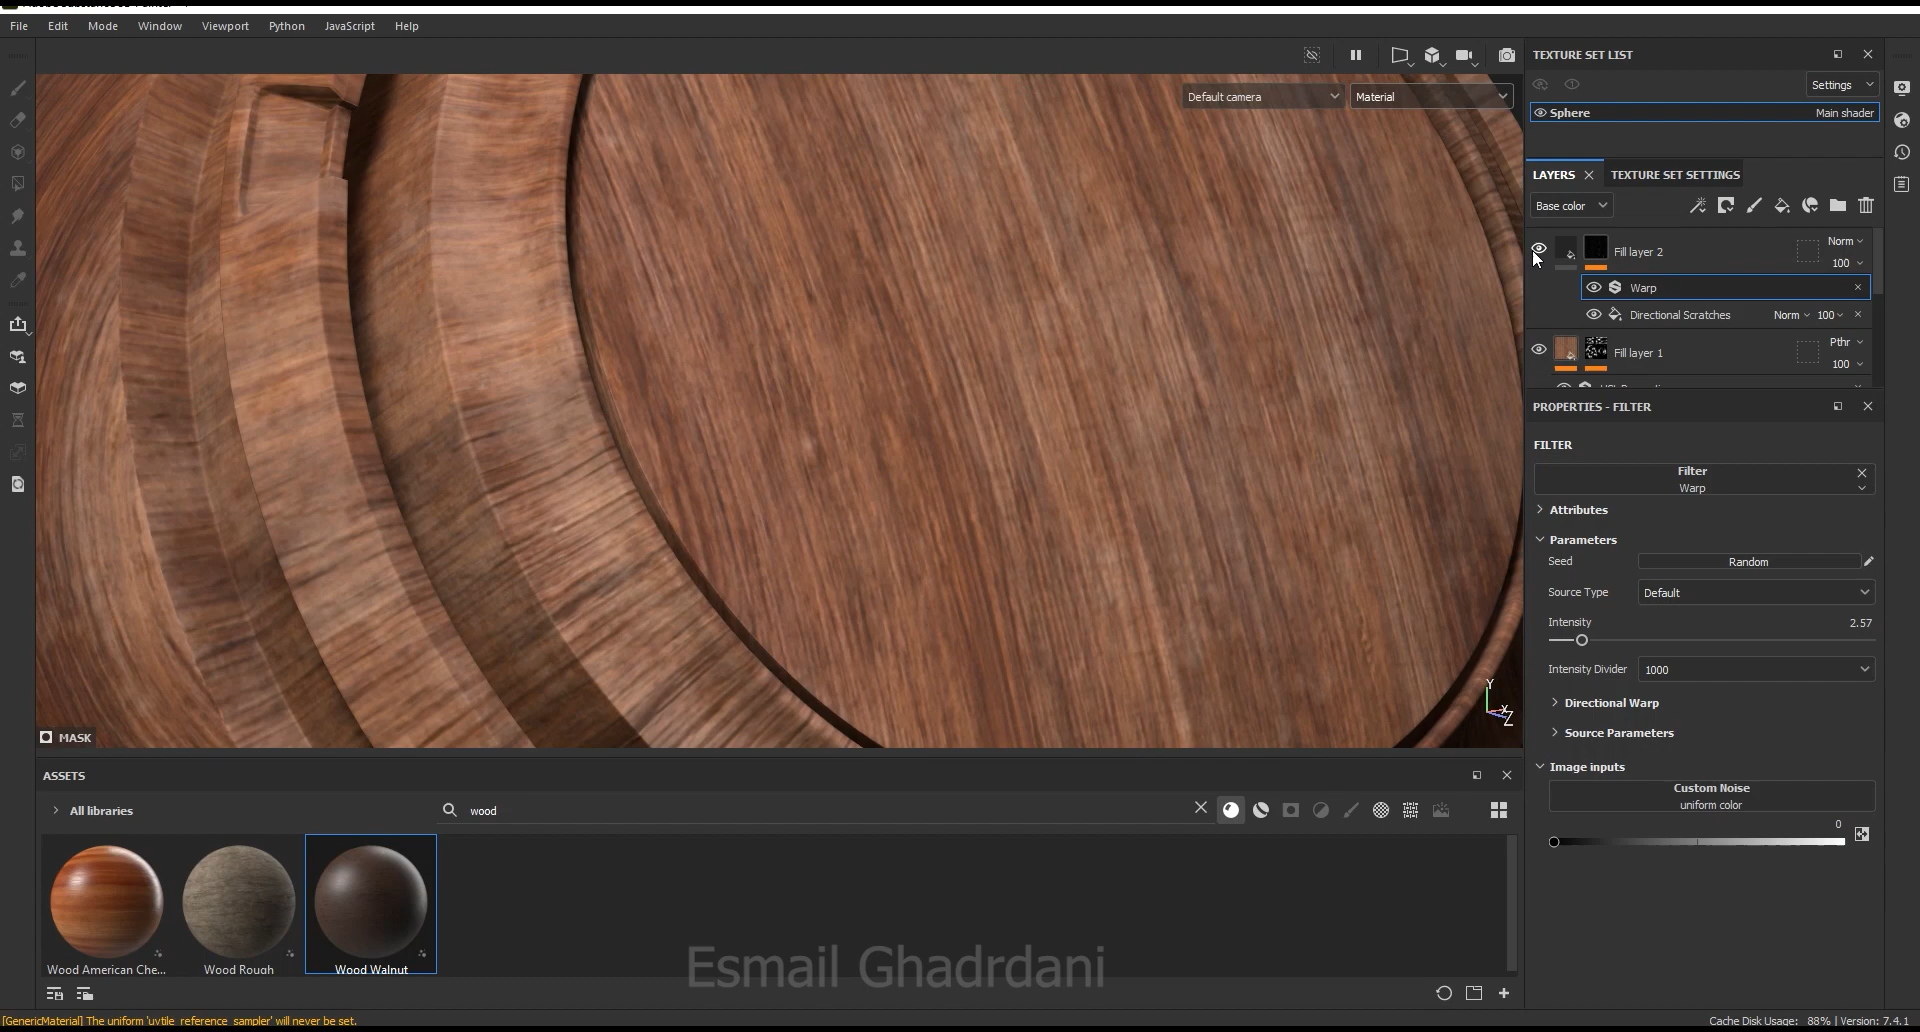 File Edit Mode Window Viewport Python JavaScript Help
TEXTURE SET LIST
Settings
Default camera
Material
Sphere
Main shader
LAYERS
TEXTURE SET SETTINGS
Base color
Fill layer 2
Norm
100
Warp
Directional Scratches
Norm
100
Fill layer 1
Pthr
100
PROPERTIES - FILTER
FILTER
Filter
Warp
Attributes
Parameters
Seed
Random
Source Type
Default
Intensity
2.57
Intensity Divider
1000
Directional Warp
Source Parameters
Image inputs
Custom Noise
uniform color
0
Y
X
Z
MASK
ASSETS
All libraries
wood
Wood American Che...
Wood Rough
Wood Walnut
Esmail Ghadrdani
[GenericMaterial] The uniform 'uvtile_reference_sampler' will never be set.
Cache Disk Usage: 88% | Version: 7.4.1